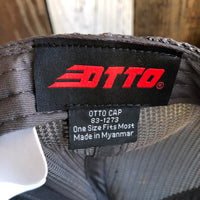 OTTO®
OTTO CAP
83-1273
One Size Fits Most
Made in Myanmar